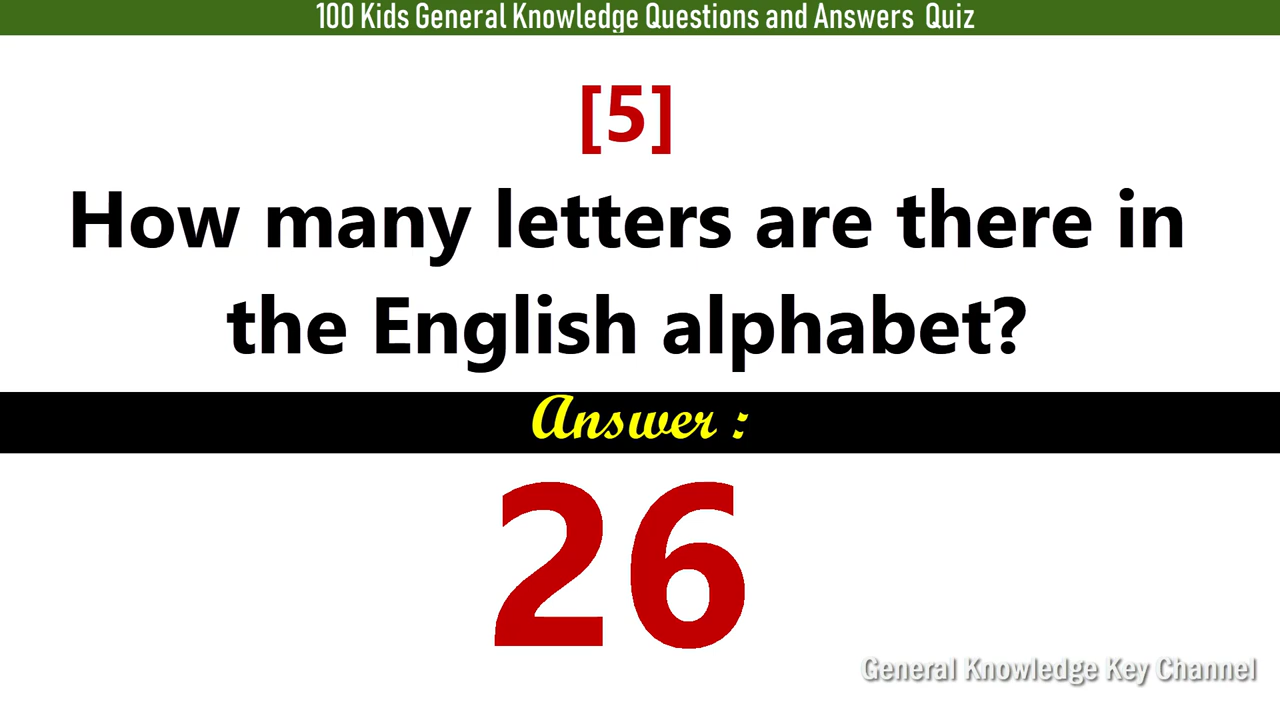 100 Kids General Knowledge Questions and Answers Quiz
[5]
How many letters are there in
the English alphabet?
Answer :
26
General Knowledge Key Channel